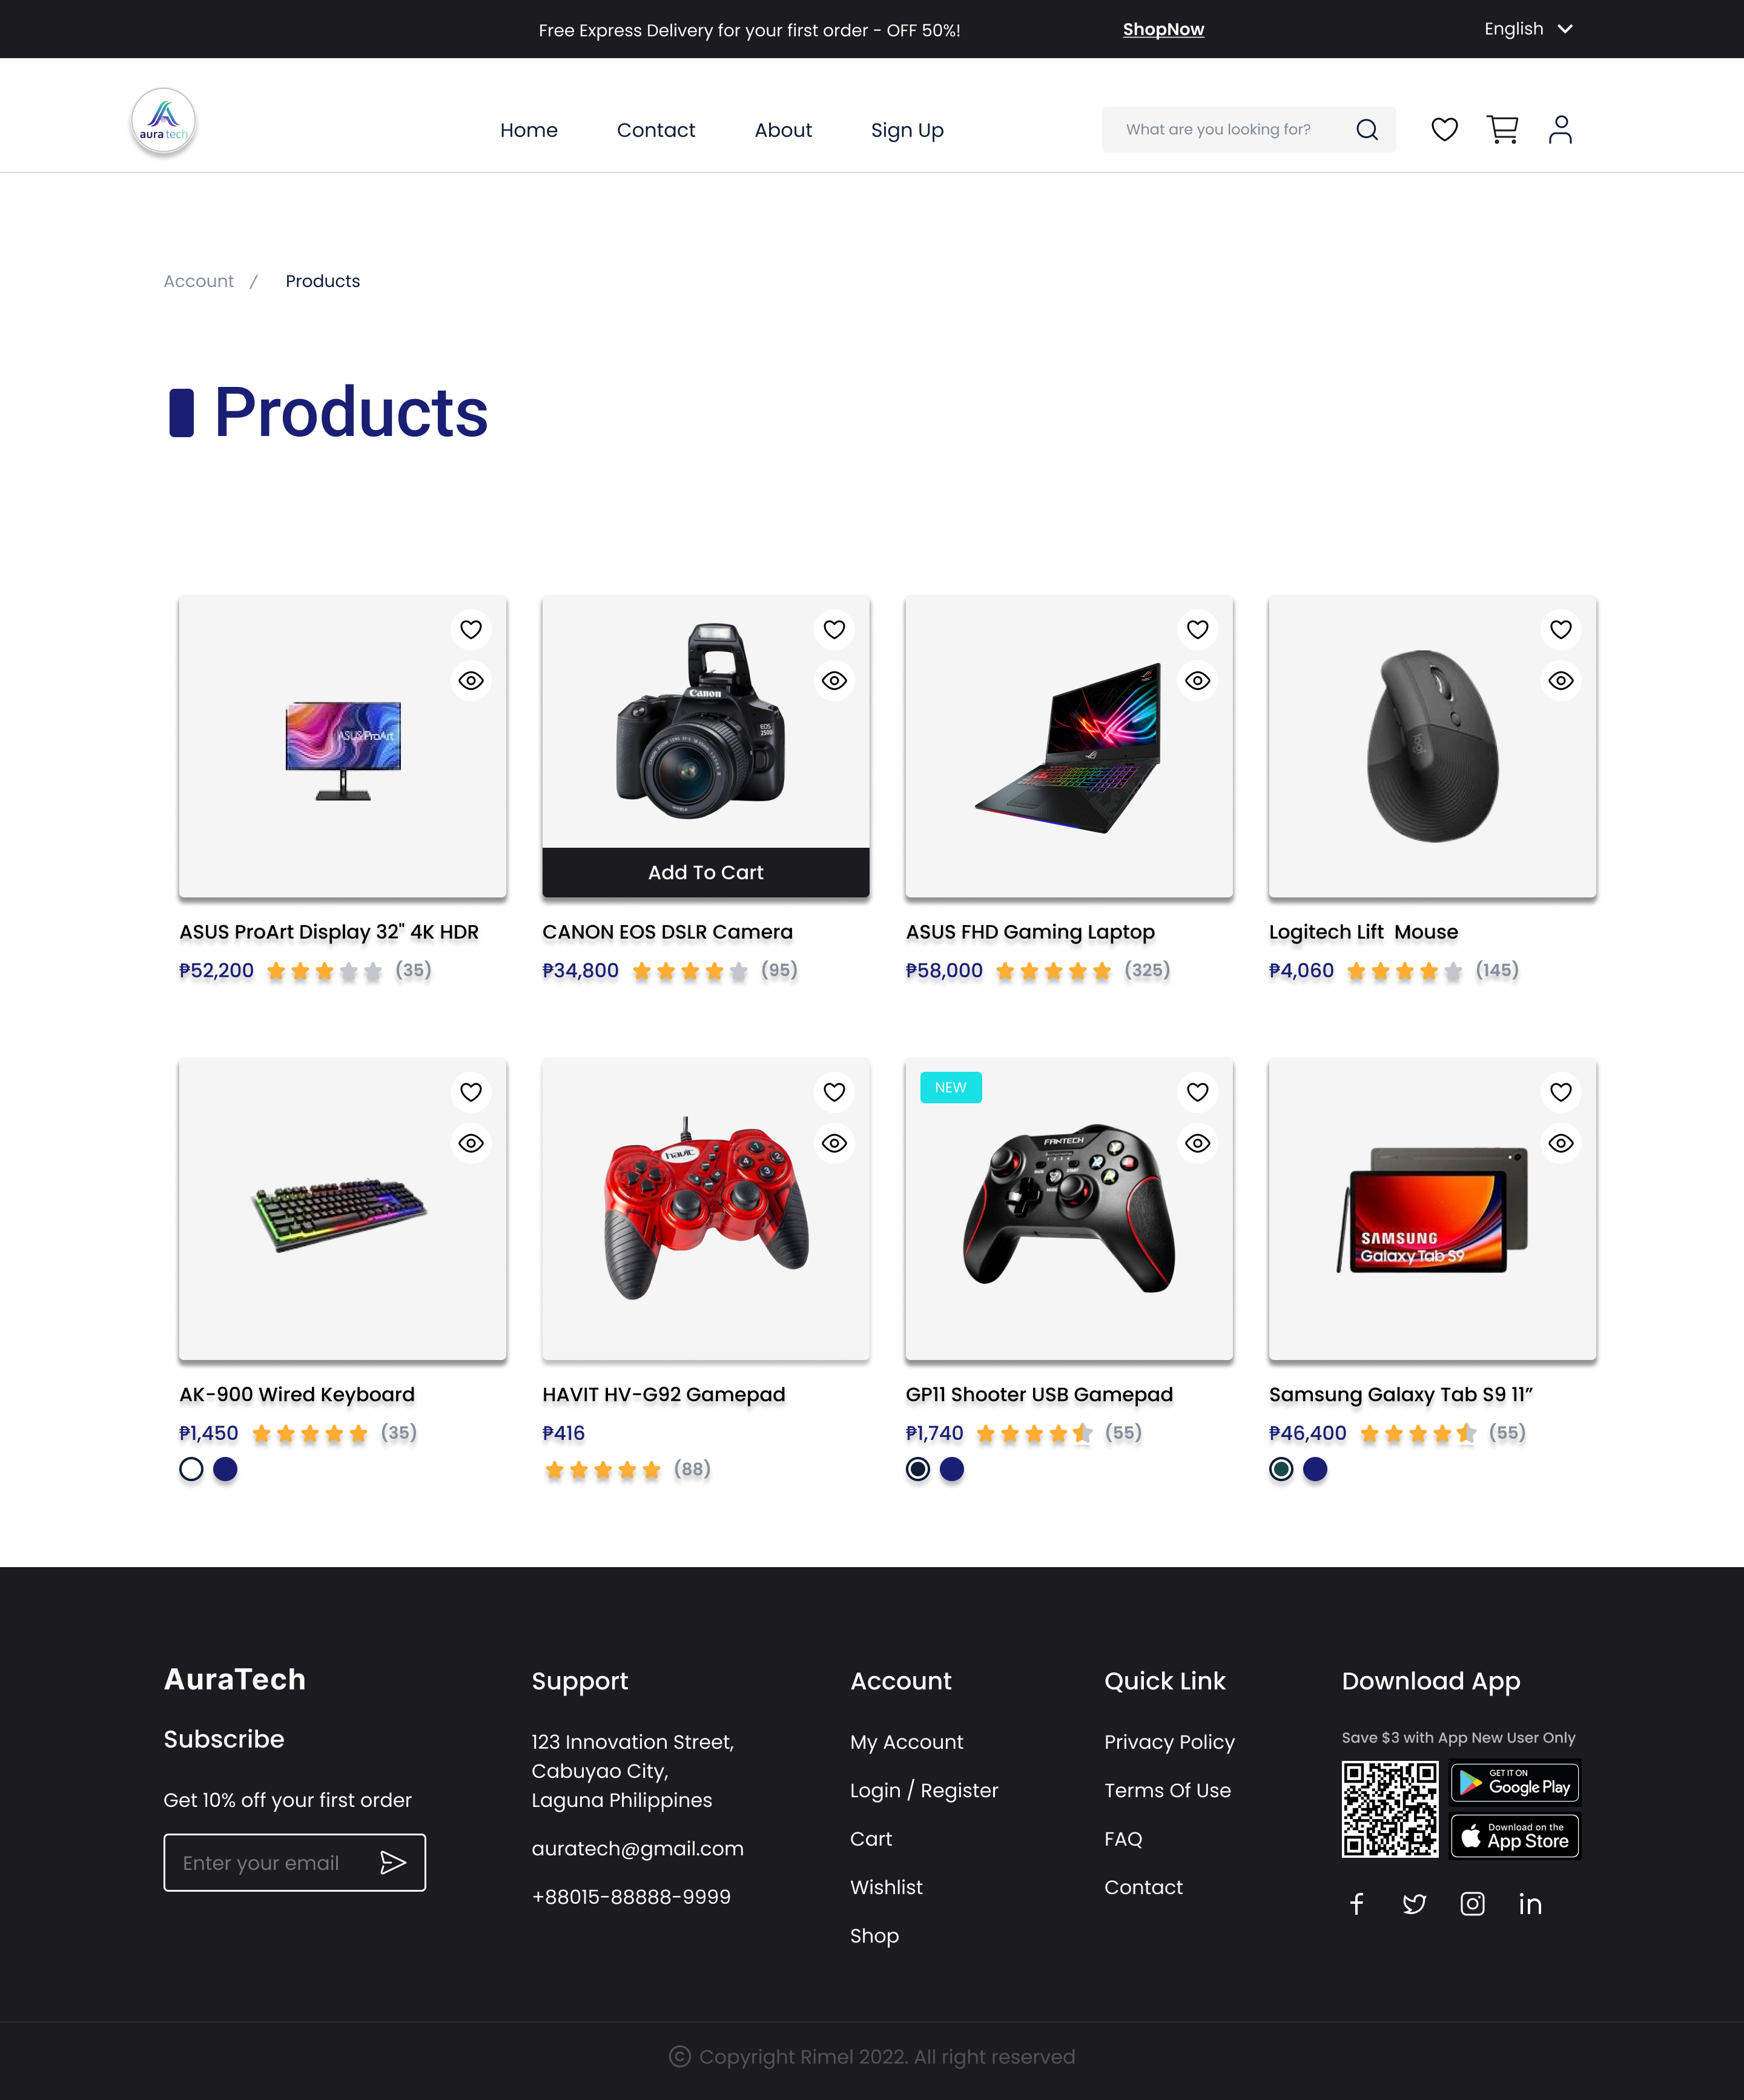 Free Express Delivery for your first order - OFF 50%!
ShopNow
English
aura tech
Home
Contact
About
Sign Up
What are you looking for?
Account / Products
Products
ASUS ProArt
Canon
EOS
250D
logi
Add To Cart
ASUS ProArt Display 32" 4K HDR
₱52,200 (35)
CANON EOS DSLR Camera
₱34,800 (95)
ASUS FHD Gaming Laptop
₱58,000 (325)
Logitech Lift  Mouse
₱4,060 (145)
havit
1
2
3
4
NEW
FANTECH
SAMSUNG
Galaxy Tab S9
AK-900 Wired Keyboard
₱1,450 (35)
HAVIT HV-G92 Gamepad
₱416
(88)
GP11 Shooter USB Gamepad
₱1,740 (55)
Samsung Galaxy Tab S9 11”
₱46,400 (55)
AuraTech
Subscribe
Get 10% off your first order
Enter your email
Support
123 Innovation Street,
Cabuyao City,
Laguna Philippines
auratech@gmail.com
+88015-88888-9999
Account
My Account
Login / Register
Cart
Wishlist
Shop
Quick Link
Privacy Policy
Terms Of Use
FAQ
Contact
Download App
Save $3 with App New User Only
GET IT ON
Google Play
Download on the
App Store
© Copyright Rimel 2022. All right reserved